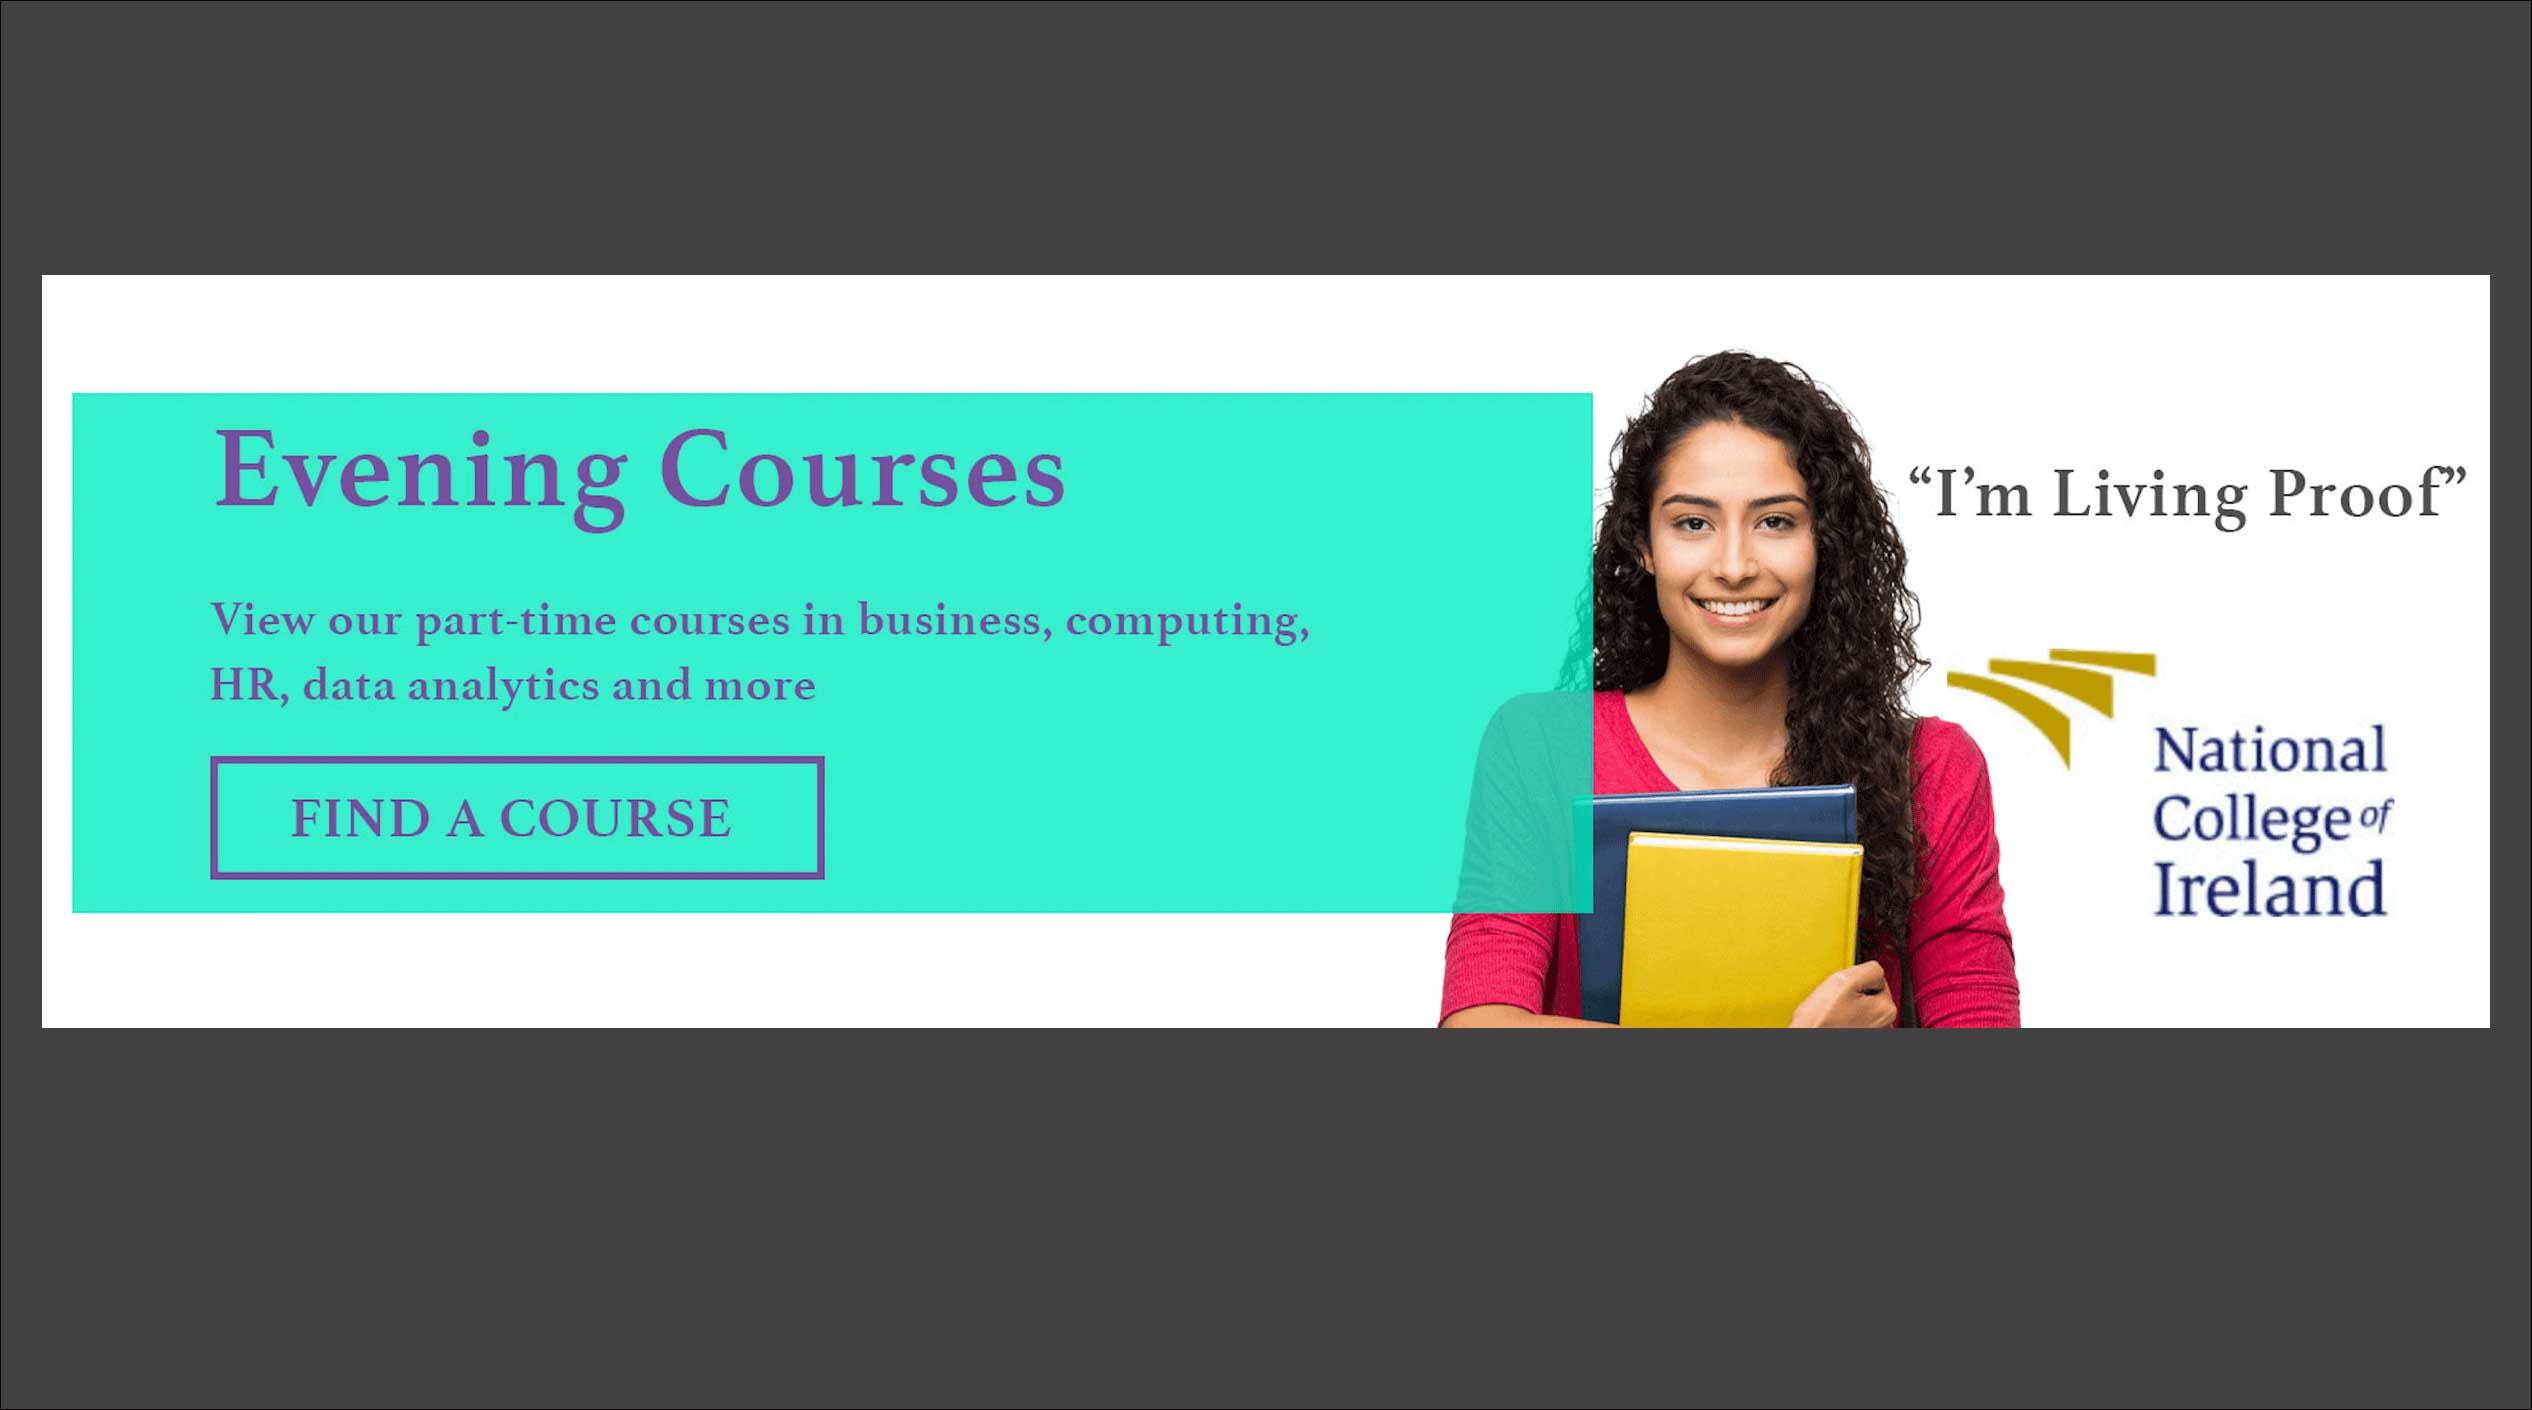 Evening Courses
View our part-time courses in business, computing,
HR, data analytics and more
FIND A COURSE
“I’m Living Proof”
National
College of
Ireland